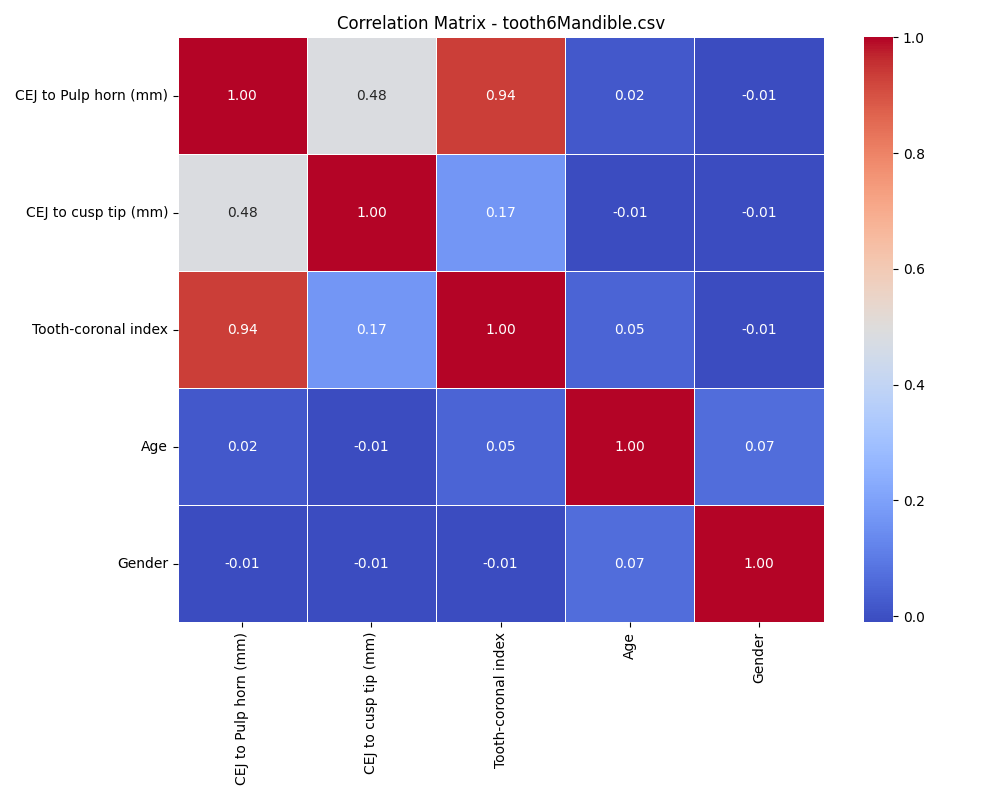 Correlation Matrix - tooth6Mandible.csv
CEJ to Pulp horn (mm) 1.00 0.48 0.94 0.02 -0.01
CEJ to cusp tip (mm) 0.48 1.00 0.17 -0.01 -0.01
Tooth-coronal index 0.94 0.17 1.00 0.05 -0.01
Age 0.02 -0.01 0.05 1.00 0.07
Gender -0.01 -0.01 -0.01 0.07 1.00
CEJ to Pulp horn (mm)
CEJ to cusp tip (mm)
Tooth-coronal index
Age
Gender
1.0
0.8
0.6
0.4
0.2
0.0